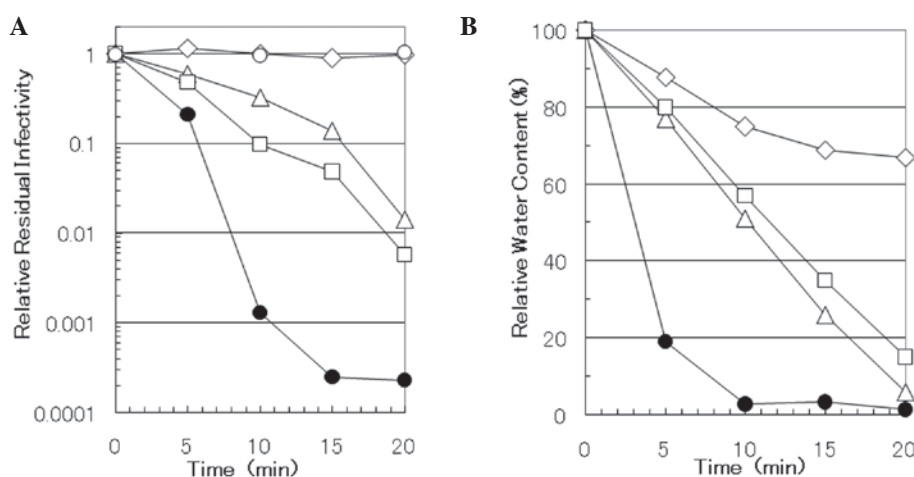 A
Relative Residual Infectivity
1
0.1
0.01
0.001
0.0001
0 5 10 15 20
Time (min)
B
Relative Water Content (%)
100
80
60
40
20
0
0 5 10 15 20
Time (min)